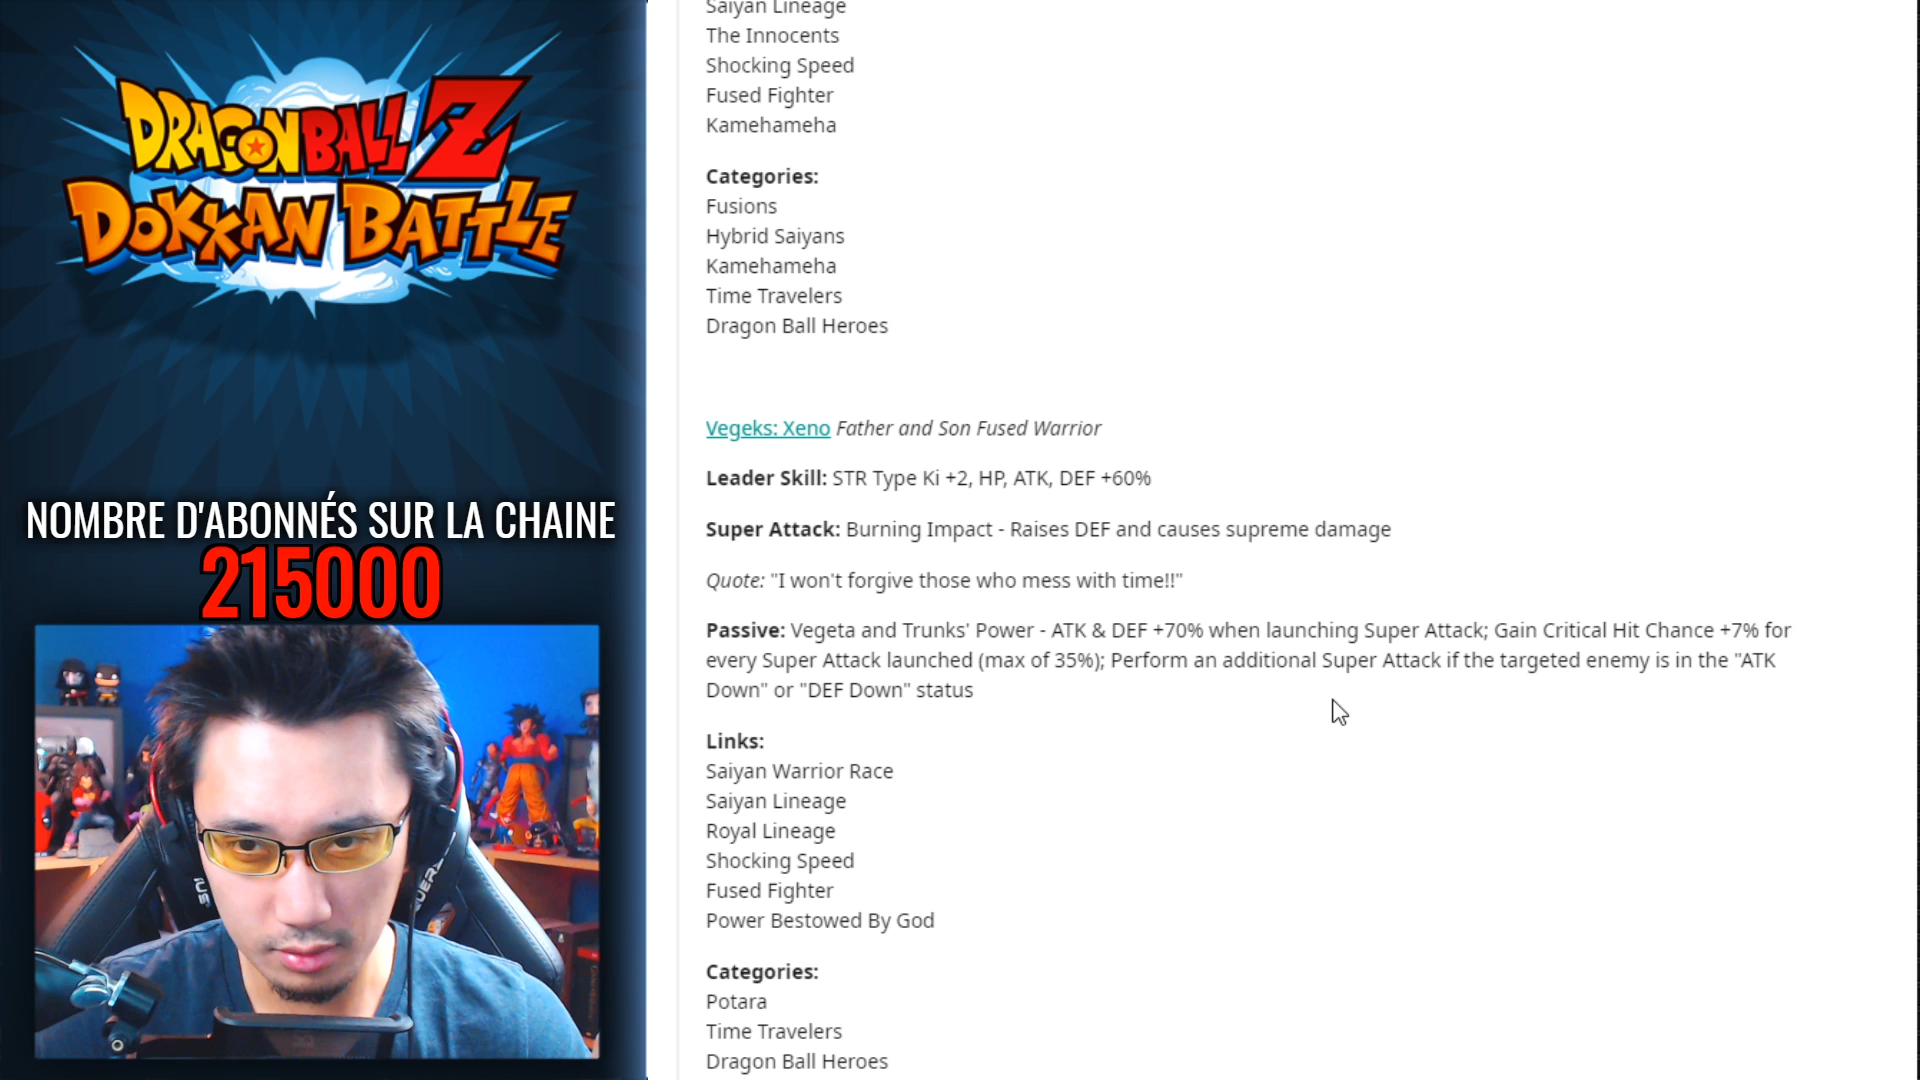 DRAGON BALL Z
DOKKAN BATTLE
NOMBRE D'ABONNÉS SUR LA CHAINE
215000
Saiyan Lineage
The Innocents
Shocking Speed
Fused Fighter
Kamehameha
Categories:
Fusions
Hybrid Saiyans
Kamehameha
Time Travelers
Dragon Ball Heroes
Vegeks: Xeno Father and Son Fused Warrior
Leader Skill: STR Type Ki +2, HP, ATK, DEF +60%
Super Attack: Burning Impact - Raises DEF and causes supreme damage
Quote: "I won't forgive those who mess with time!!"
Passive: Vegeta and Trunks' Power - ATK & DEF +70% when launching Super Attack; Gain Critical Hit Chance +7% for
every Super Attack launched (max of 35%); Perform an additional Super Attack if the targeted enemy is in the "ATK
Down" or "DEF Down" status
Links:
Saiyan Warrior Race
Saiyan Lineage
Royal Lineage
Shocking Speed
Fused Fighter
Power Bestowed By God
Categories:
Potara
Time Travelers
Dragon Ball Heroes